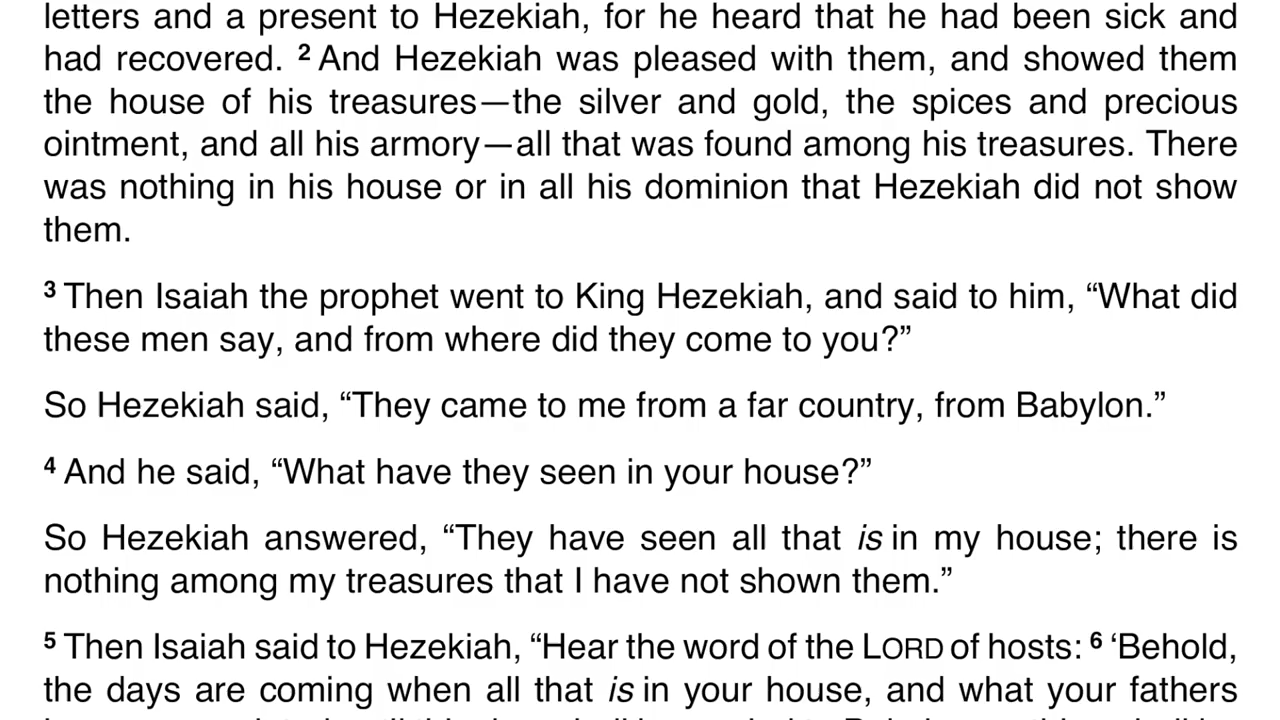 letters and a present to Hezekiah, for he heard that he had been sick and
had recovered. 2 And Hezekiah was pleased with them, and showed them
the house of his treasures—the silver and gold, the spices and precious
ointment, and all his armory—all that was found among his treasures. There
was nothing in his house or in all his dominion that Hezekiah did not show
them.
3 Then Isaiah the prophet went to King Hezekiah, and said to him, “What did
these men say, and from where did they come to you?”
So Hezekiah said, “They came to me from a far country, from Babylon.”
4 And he said, “What have they seen in your house?”
So Hezekiah answered, “They have seen all that is in my house; there is
nothing among my treasures that I have not shown them.”
5 Then Isaiah said to Hezekiah, “Hear the word of the LORD of hosts: 6 ‘Behold,
the days are coming when all that is in your house, and what your fathers